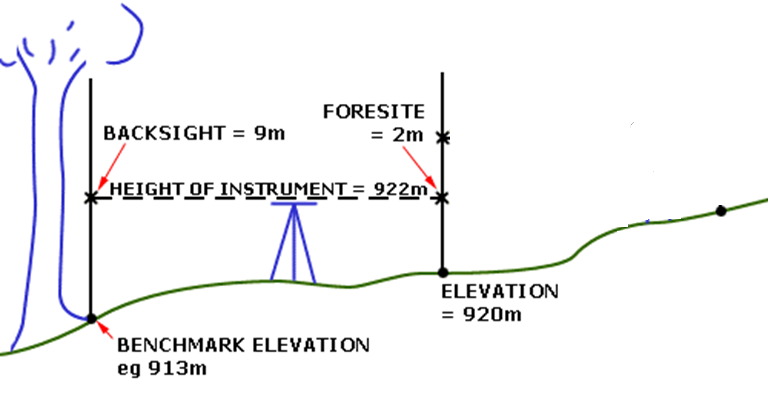 FORESITE
= 2m
BACKSIGHT = 9m
HEIGHT OF INSTRUMENT = 922m
ELEVATION
= 920m
BENCHMARK ELEVATION
eg 913m